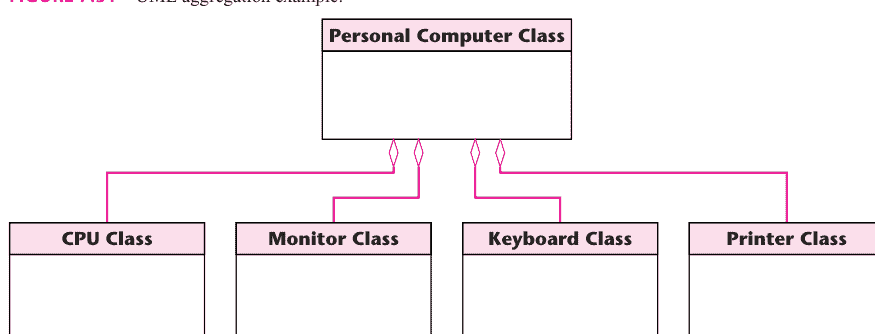 UML aggregation example.
Personal Computer Class
CPU Class
Monitor Class
Keyboard Class
Printer Class